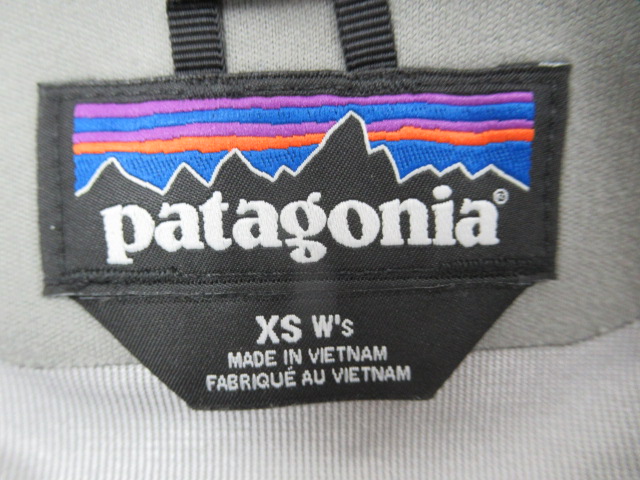 patagonia®
XS W's
MADE IN VIETNAM
FABRIQUÉ AU VIETNAM